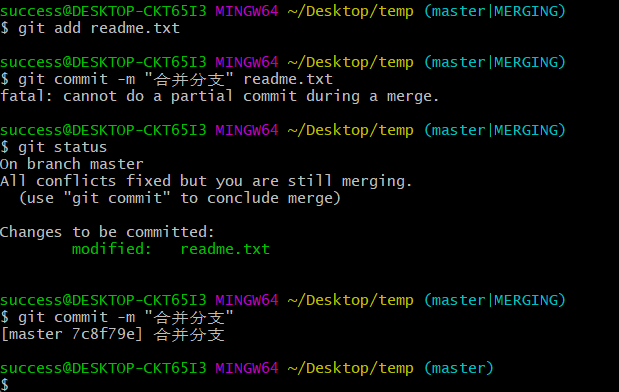 success@DESKTOP-CKT65I3 MINGW64 ~/Desktop/temp (master|MERGING)
$ git add readme.txt
success@DESKTOP-CKT65I3 MINGW64 ~/Desktop/temp (master|MERGING)
$ git commit -m "合并分支" readme.txt
fatal: cannot do a partial commit during a merge.
success@DESKTOP-CKT65I3 MINGW64 ~/Desktop/temp (master|MERGING)
$ git status
On branch master
All conflicts fixed but you are still merging.
  (use "git commit" to conclude merge)
Changes to be committed:
        modified:   readme.txt
success@DESKTOP-CKT65I3 MINGW64 ~/Desktop/temp (master|MERGING)
$ git commit -m "合并分支"
[master 7c8f79e] 合并分支
success@DESKTOP-CKT65I3 MINGW64 ~/Desktop/temp (master)
$